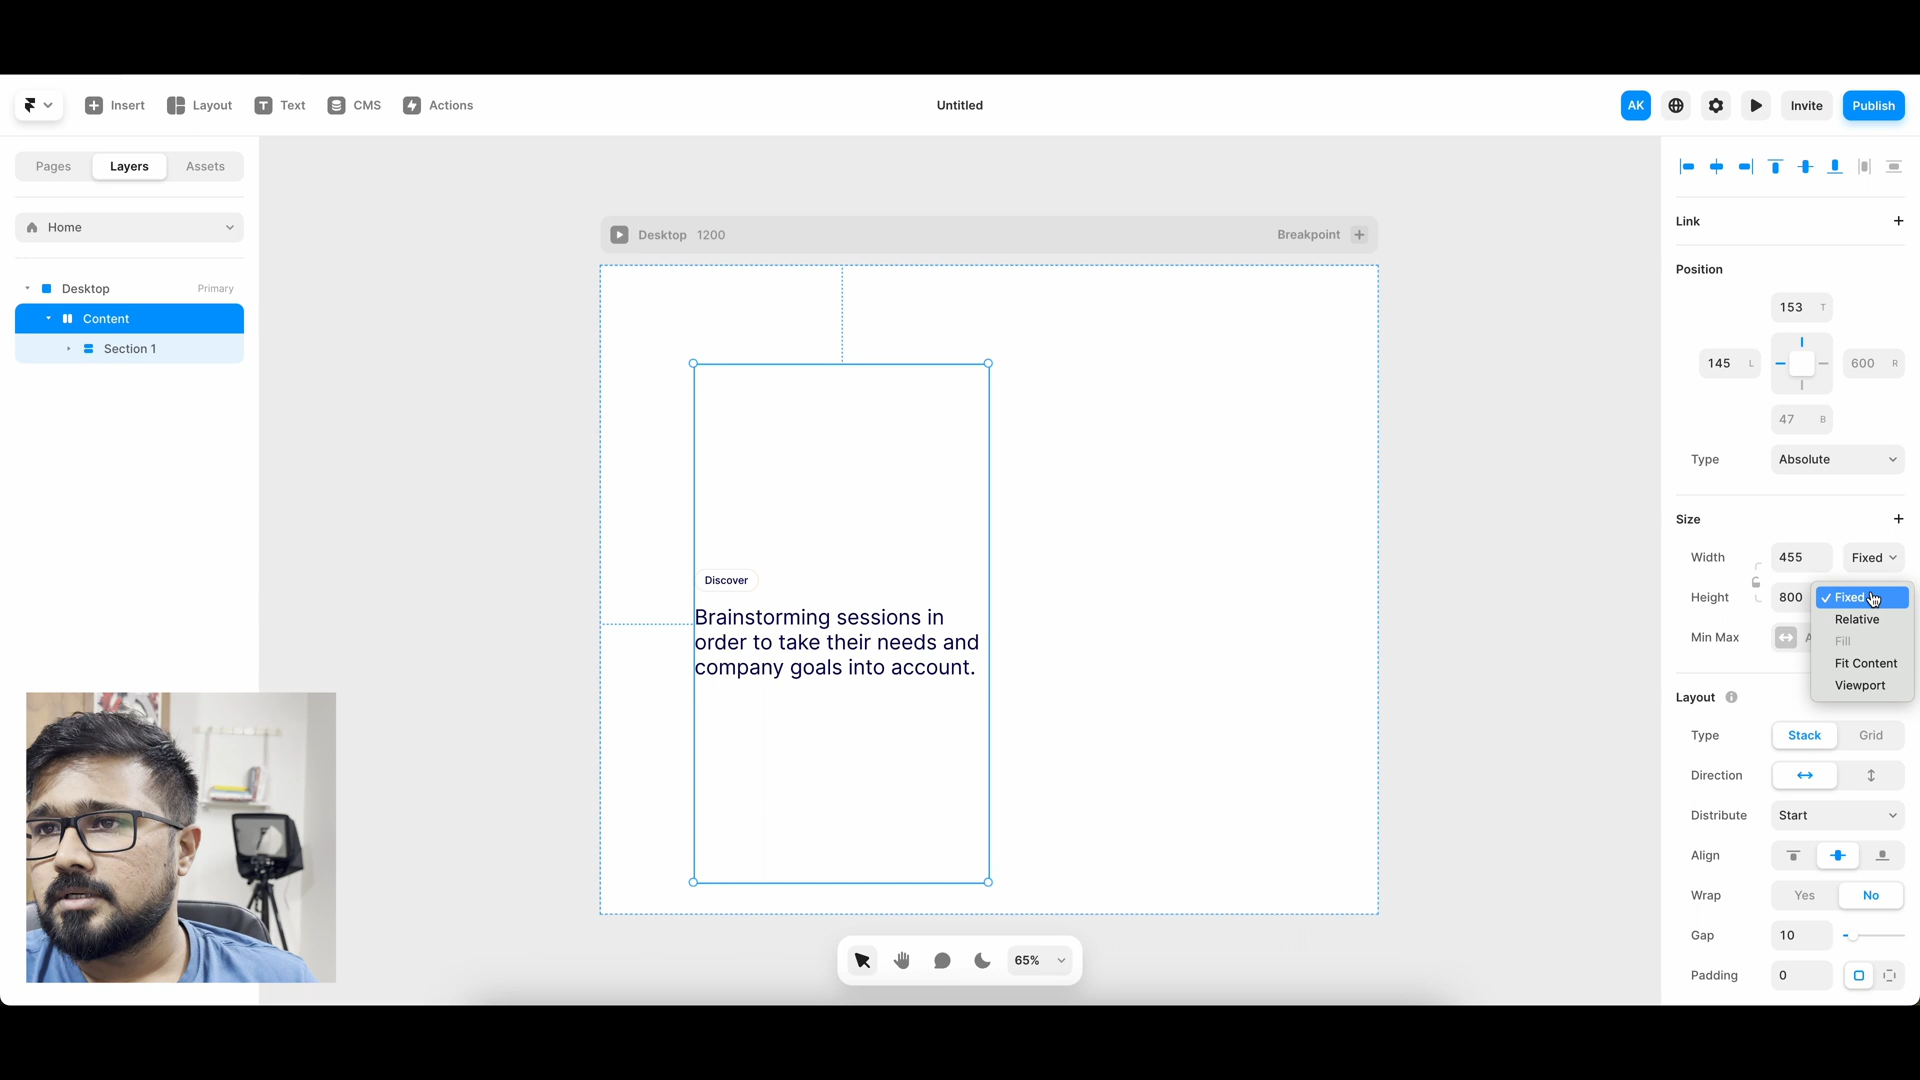 Insert
Layout
Text
CMS
Actions
Untitled
AK
Invite
Publish
Pages
Layers
Assets
Home
Desktop
Primary
Content
Section 1
Desktop 1200
Breakpoint
Discover
Brainstorming sessions in
order to take their needs and
company goals into account.
65%
Link
Position
153 T
145 L
600 R
47 B
Type
Absolute
Size
Width
455
Fixed
Height
800
Fixed
Relative
Fill
Fit Content
Viewport
Min Max
Layout
Type
Stack
Grid
Direction
Distribute
Start
Align
Wrap
Yes
No
Gap
10
Padding
0